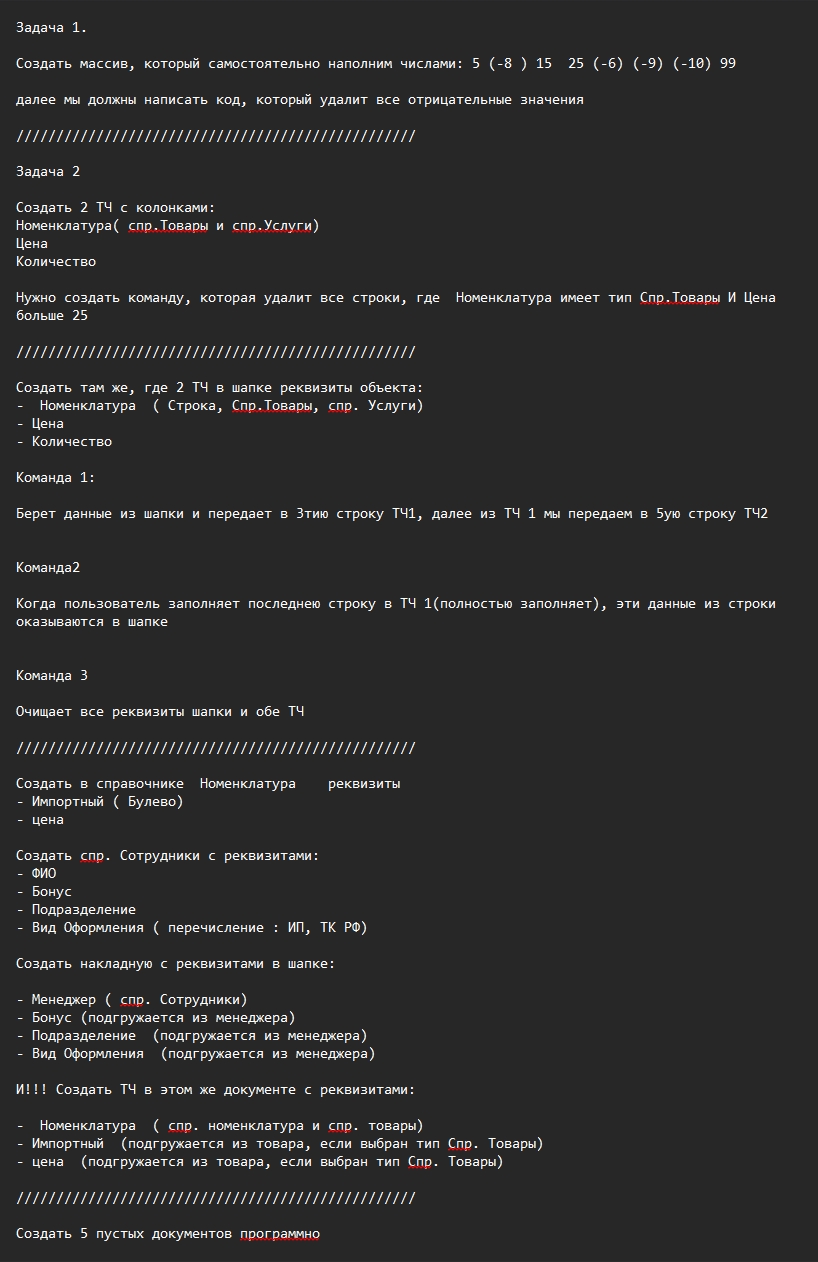 Задача 1.
Создать массив, который самостоятельно наполним числами: 5 (-8 ) 15  25 (-6) (-9) (-10) 99
далее мы должны написать код, который удалит все отрицательные значения
//////////////////////////////////////////////////
Задача 2
Создать 2 ТЧ с колонками:
Номенклатура( спр.Товары и спр.Услуги)
Цена
Количество
Нужно создать команду, которая удалит все строки, где  Номенклатура имеет тип Спр.Товары И Цена
больше 25
//////////////////////////////////////////////////
Создать там же, где 2 ТЧ в шапке реквизиты объекта:
-  Номенклатура  ( Строка, Спр.Товары, спр. Услуги)
- Цена
- Количество
Команда 1:
Берет данные из шапки и передает в 3тию строку ТЧ1, далее из ТЧ 1 мы передаем в 5ую строку ТЧ2
Команда2
Когда пользователь заполняет последнею строку в ТЧ 1(полностью заполняет), эти данные из строки
оказываются в шапке
Команда 3
Очищает все реквизиты шапки и обе ТЧ
//////////////////////////////////////////////////
Создать в справочнике  Номенклатура    реквизиты
- Импортный ( Булево)
- цена
Создать спр. Сотрудники с реквизитами:
- ФИО
- Бонус
- Подразделение
- Вид Оформления ( перечисление : ИП, ТК РФ)
Создать накладную с реквизитами в шапке:
- Менеджер ( спр. Сотрудники)
- Бонус (подгружается из менеджера)
- Подразделение  (подгружается из менеджера)
- Вид Оформления  (подгружается из менеджера)
И!!! Создать ТЧ в этом же документе с реквизитами:
-  Номенклатура  ( спр. номенклатура и спр. товары)
- Импортный  (подгружается из товара, если выбран тип Спр. Товары)
- цена  (подгружается из товара, если выбран тип Спр. Товары)
//////////////////////////////////////////////////
Создать 5 пустых документов программно